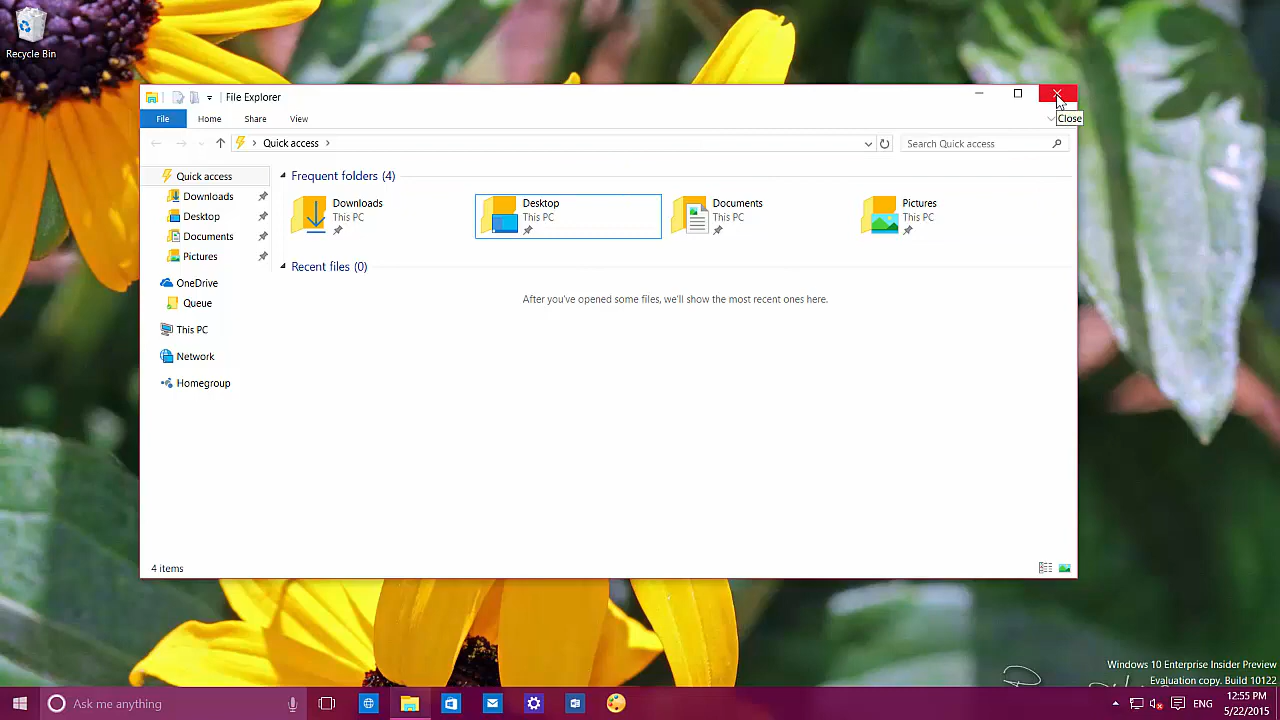 Recycle Bin
File Explorer
File Home Share View
Close
Quick access
Search Quick access
Quick access
Downloads
Desktop
Documents
Pictures
OneDrive
Queue
This PC
Network
Homegroup
Frequent folders (4)
Downloads
This PC
Desktop
This PC
Documents
This PC
Pictures
This PC
Recent files (0)
After you've opened some files, we'll show the most recent ones here.
4 items
Windows 10 Enterprise Insider Preview
Evaluation copy. Build 10122
Ask me anything
ENG
12:55 PM
5/22/2015